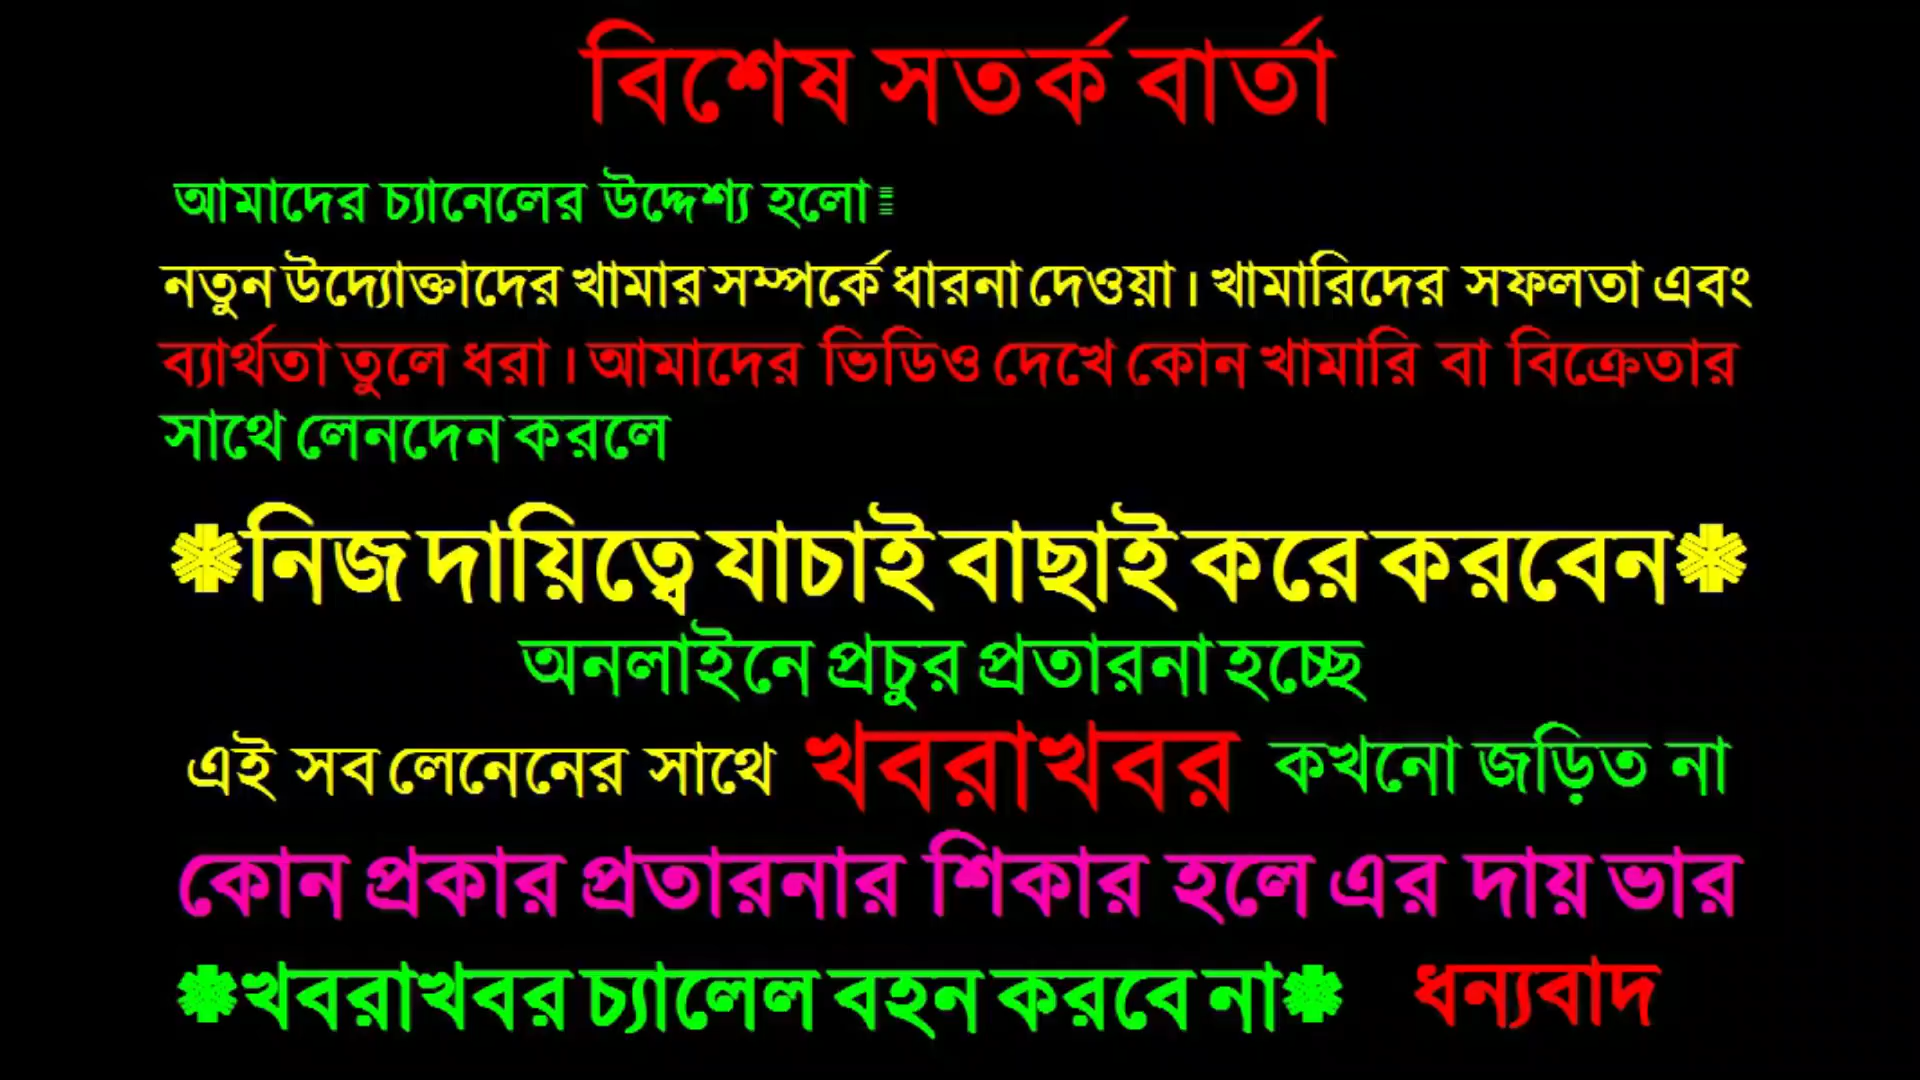 বিশেষ সতর্ক বার্তা
আমাদের চ্যানেলের উদ্দেশ্য হলোঃ
নতুন উদ্যোক্তাদের খামার সম্পর্কে ধারনা দেওয়া। খামারিদের সফলতা এবং
ব্যার্থতা তুলে ধরা। আমাদের ভিডিও দেখে কোন খামারি বা বিক্রেতার
সাথে লেনদেন করলে
*নিজ দায়িত্বে যাচাই বাছাই করে করবেন*
অনলাইনে প্রচুর প্রতারনা হচ্ছে
এই সব লেনেনের সাথে খবরাখবর কখনো জড়িত না
কোন প্রকার প্রতারনার শিকার হলে এর দায় ভার
*খবরাখবর চ্যালেল বহন করবে না* ধন্যবাদ